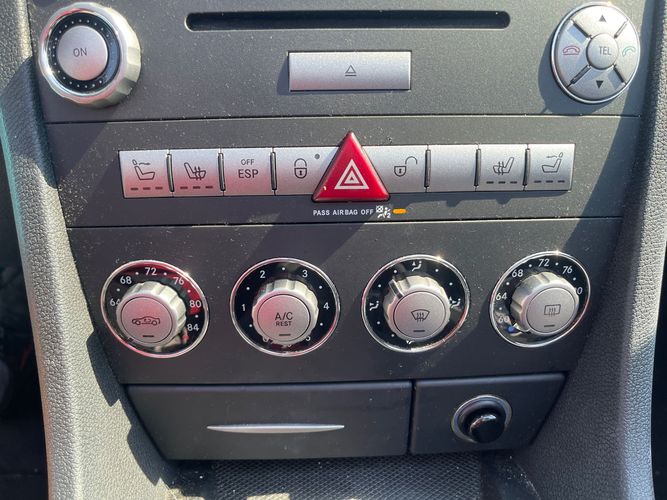 ON
TEL
OFF
ESP
PASS AIRBAG OFF
64 68 72 76 80 84
1 2 3 4 5
A/C
REST
64 68 72 76 80